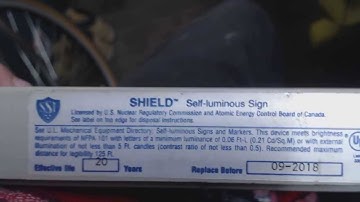 SSI
SHIELD™ Self-luminous Sign
Licensed by U.S. Nuclear Regulatory Commission and Atomic Energy Control Board of Canada.
See label on top of edge for disposal instructions.
See U.L. Mechanical Equipment Directory. Self-luminous Signs and Markers. This device meets brightness
requirements of NFPA 101 with letters of a minimum luminance of 0.06 Ft-L (0.21 Cd/Sq.M) or with external
illumination of not less than 5 Ft. candles (contrast ratio of not less than 0.5). Recommended maximum
distance for legibility 125 Ft.
Effective life 20 Years Replace Before 09-2018